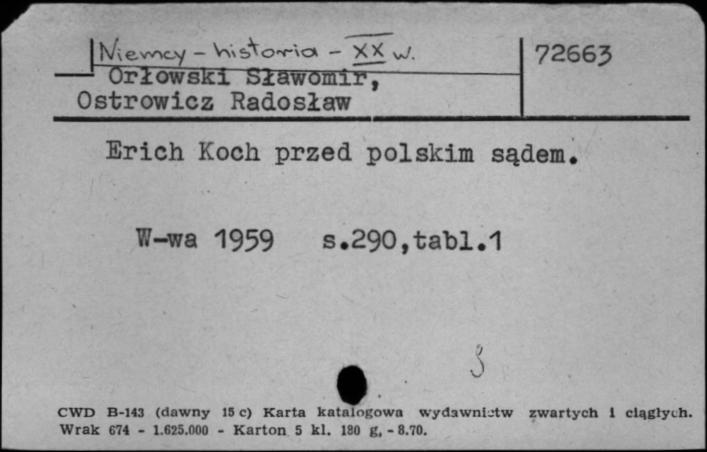 Niemcy - historia - XX w.
72663
Orłowski Sławomir,
Ostrowicz Radosław
Erich Koch przed polskim sądem.
W-wa 1959 s.290,tabl.1
3
CWD B-143 (dawny 15 c) Karta katalogowa wydawnictw zwartych i ciągłych.
Wrak 674 - 1.625.000 - Karton 5 kl. 180 g. - 8.70.